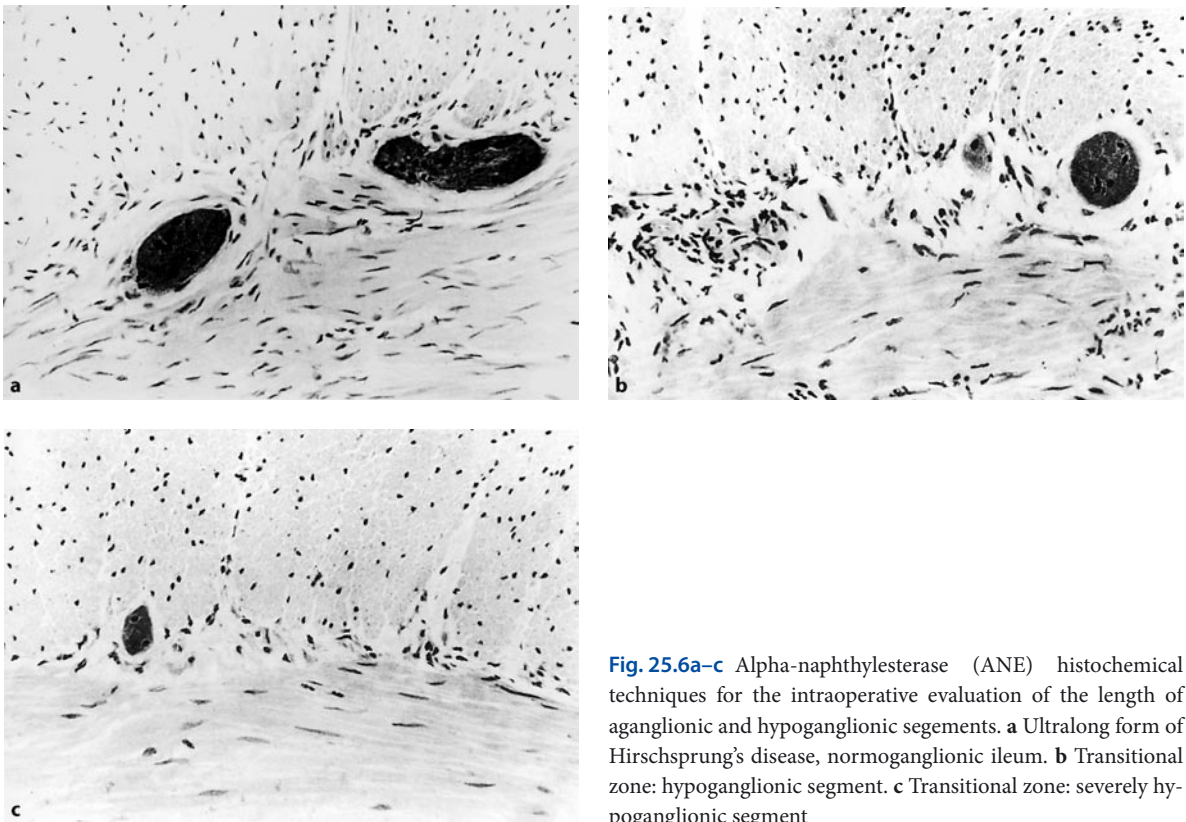 a
b
c
Fig. 25.6a–c Alpha-naphthylesterase (ANE) histochemical
techniques for the intraoperative evaluation of the length of
aganglionic and hypoganglionic segements. a Ultralong form of
Hirschsprung's disease, normoganglionic ileum. b Transitional
zone: hypoganglionic segment. c Transitional zone: severely hy-
poganglionic segment